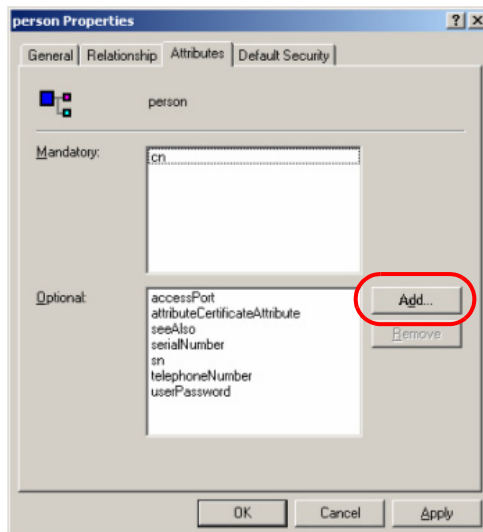 person Properties
General Relationship Attributes Default Security
person
Mandatory:
cn
Optional:
accessPort
attributeCertificateAttribute
seeAlso
serialNumber
sn
telephoneNumber
userPassword
Add...
Remove
OK Cancel Apply